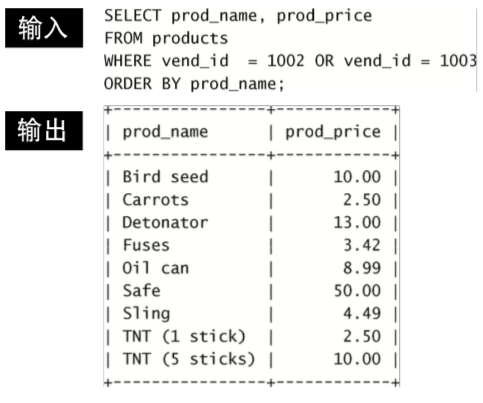 输入
SELECT prod_name, prod_price
FROM products
WHERE vend_id  = 1002 OR vend_id = 1003
ORDER BY prod_name;
输出
+----------------+------------+
| prod_name      | prod_price |
+----------------+------------+
| Bird seed      |      10.00 |
| Carrots        |       2.50 |
| Detonator      |      13.00 |
| Fuses          |       3.42 |
| Oil can        |       8.99 |
| Safe           |      50.00 |
| Sling          |       4.49 |
| TNT (1 stick)  |       2.50 |
| TNT (5 sticks) |      10.00 |
+----------------+------------+